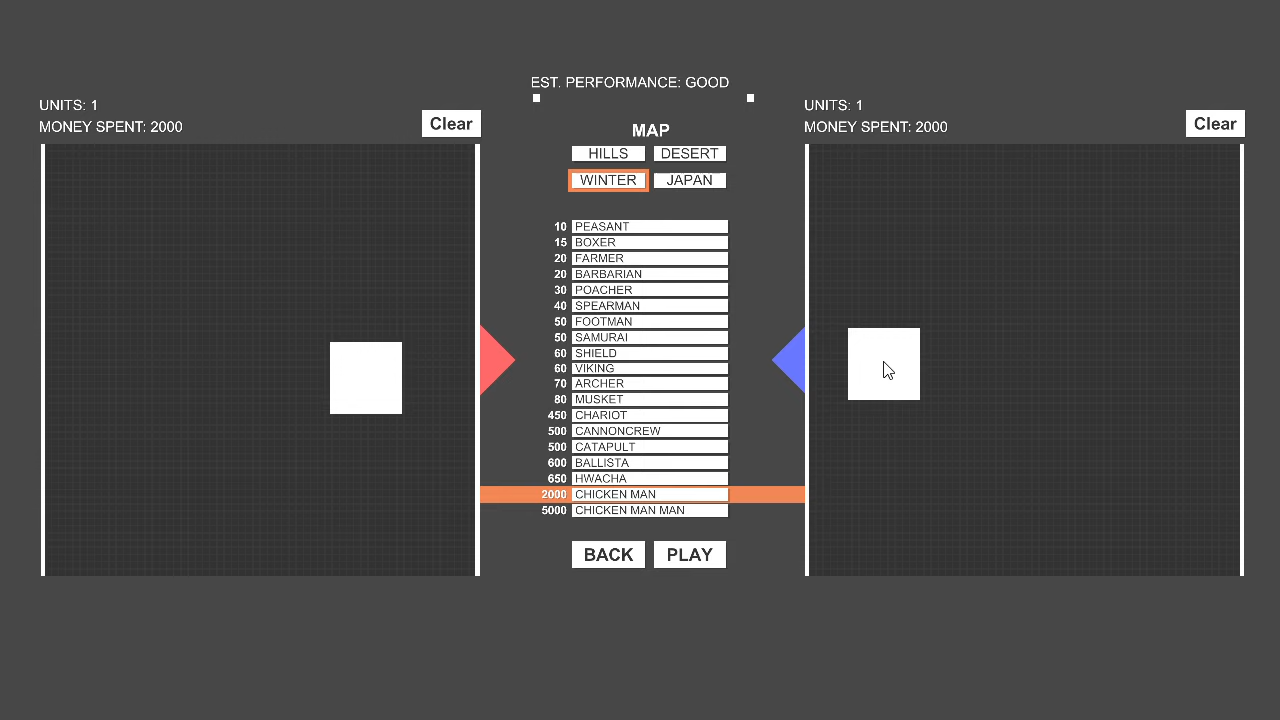 EST. PERFORMANCE: GOOD
UNITS: 1
MONEY SPENT: 2000
Clear
UNITS: 1
MONEY SPENT: 2000
Clear
MAP
HILLS DESERT
WINTER JAPAN
10 PEASANT
15 BOXER
20 FARMER
20 BARBARIAN
30 POACHER
40 SPEARMAN
50 FOOTMAN
50 SAMURAI
60 SHIELD
60 VIKING
70 ARCHER
80 MUSKET
450 CHARIOT
500 CANNONCREW
500 CATAPULT
600 BALLISTA
650 HWACHA
2000 CHICKEN MAN
5000 CHICKEN MAN MAN
BACK PLAY